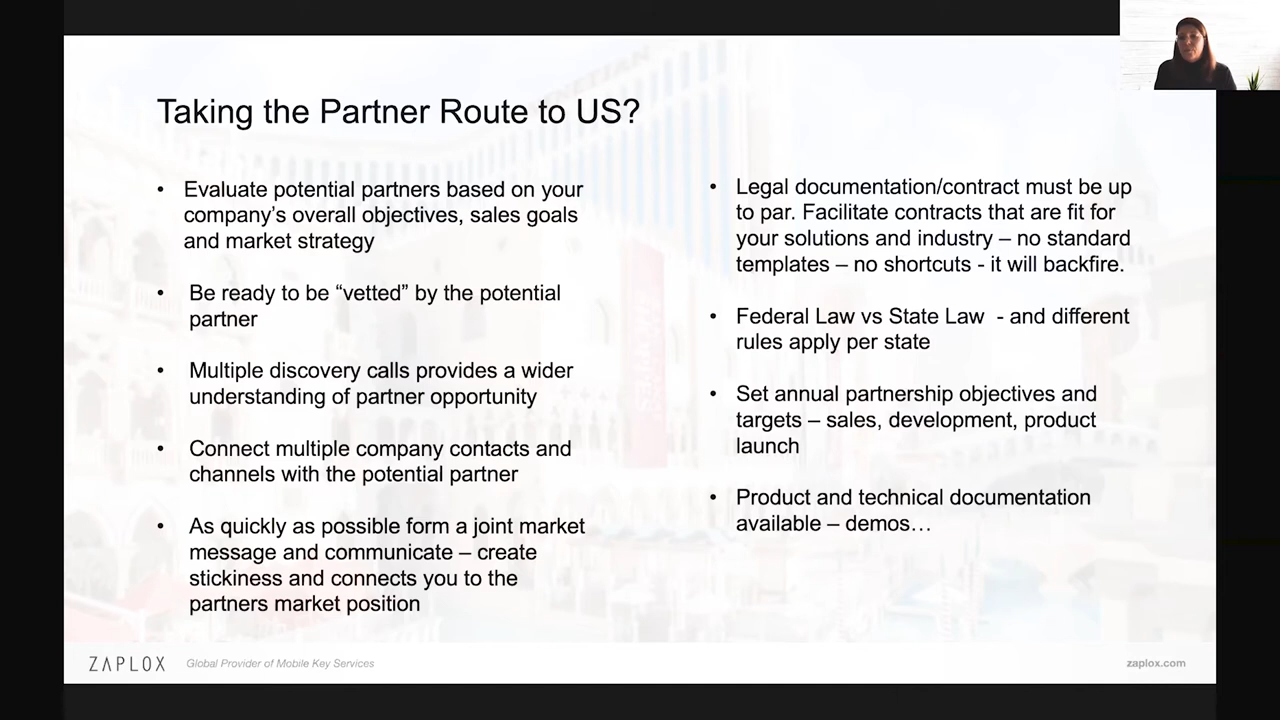 Taking the Partner Route to US?
• Evaluate potential partners based on your
company's overall objectives, sales goals
and market strategy
• Be ready to be “vetted” by the potential
partner
• Multiple discovery calls provides a wider
understanding of partner opportunity
• Connect multiple company contacts and
channels with the potential partner
• As quickly as possible form a joint market
message and communicate – create
stickiness and connects you to the
partners market position
• Legal documentation/contract must be up
to par. Facilitate contracts that are fit for
your solutions and industry – no standard
templates – no shortcuts - it will backfire.
• Federal Law vs State Law - and different
rules apply per state
• Set annual partnership objectives and
targets – sales, development, product
launch
• Product and technical documentation
available – demos…
ZAPLOX Global Provider of Mobile Key Services
zaplox.com